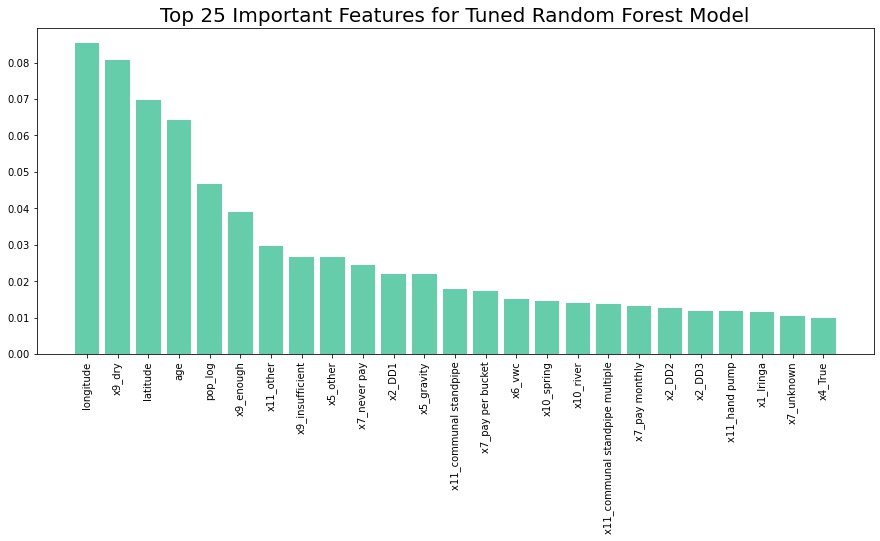 Top 25 Important Features for Tuned Random Forest Model
0.08
0.07
0.06
0.05
0.04
0.03
0.02
0.01
0.00
longitude
x9_dry
latitude
age
pop_log
x9_enough
x11_other
x9_insufficient
x5_other
x7_never pay
x2_DD1
x5_gravity
x11_communal standpipe
x7_pay per bucket
x6_vwc
x10_spring
x10_river
x11_communal standpipe multiple
x7_pay monthly
x2_DD2
x2_DD3
x11_hand pump
x1_Iringa
x7_unknown
x4_True